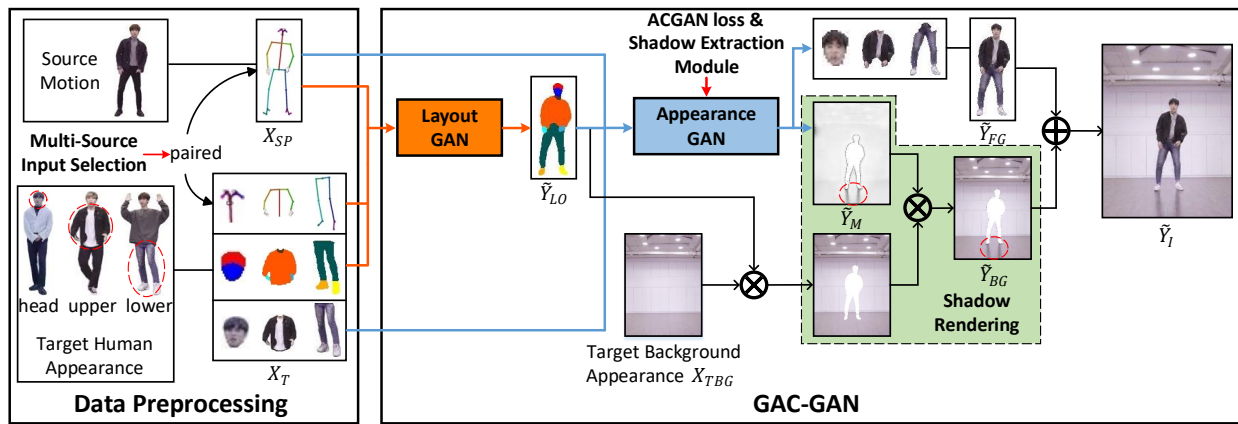 Source
Motion
X_SP
Multi-Source
Input Selection
paired
head upper lower
Target Human
Appearance
X_T
Data Preprocessing
Layout
GAN
Ỹ_LO
ACGAN loss &
Shadow Extraction
Module
Appearance
GAN
Ỹ_FG
Ỹ_M
Ỹ_BG
Shadow
Rendering
Target Background
Appearance X_TBG
Ỹ_I
GAC-GAN